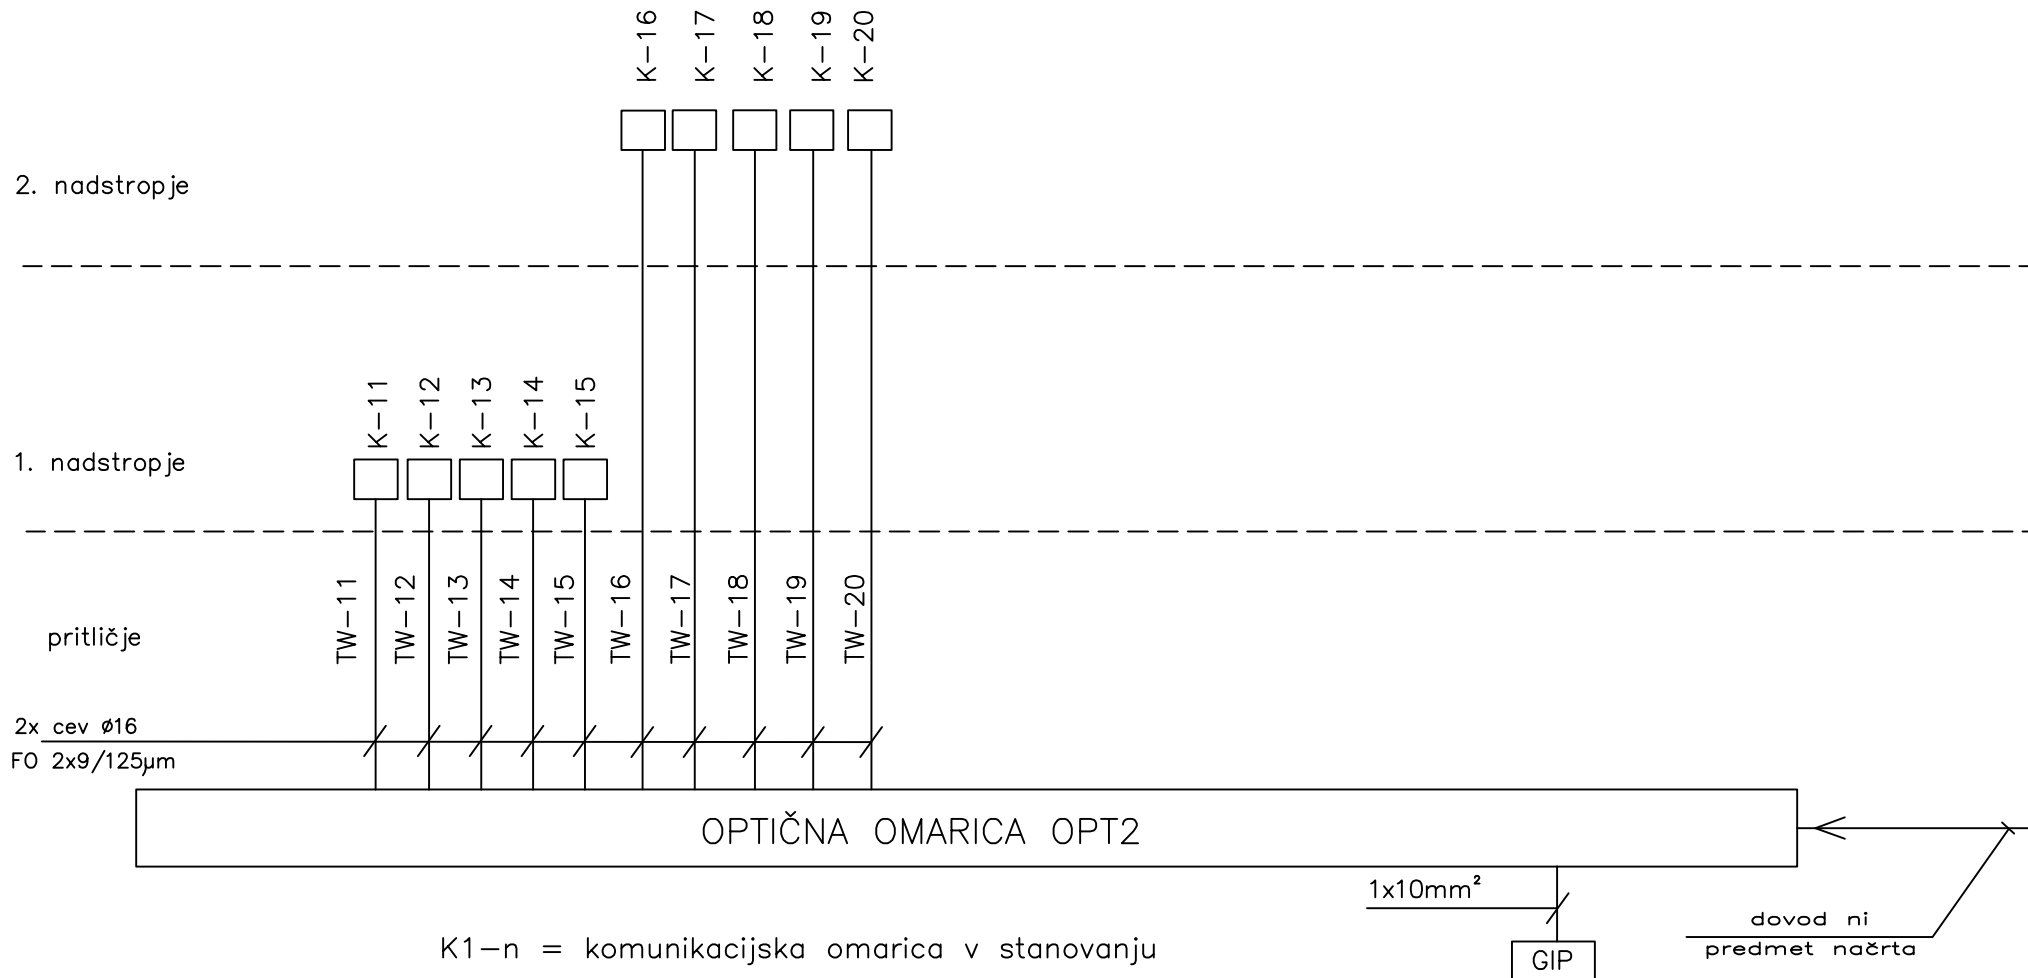 K-16
K-17
K-18
K-19
K-20
2. nadstropje
K-11
K-12
K-13
K-14
K-15
1. nadstropje
TW-11
TW-12
TW-13
TW-14
TW-15
TW-16
TW-17
TW-18
TW-19
TW-20
pritličje
2x cev ø16
FO 2x9/125µm
OPTIČNA OMARICA OPT2
1x10mm²
dovod ni
predmet načrta
K1-n = komunikacijska omarica v stanovanju
GIP